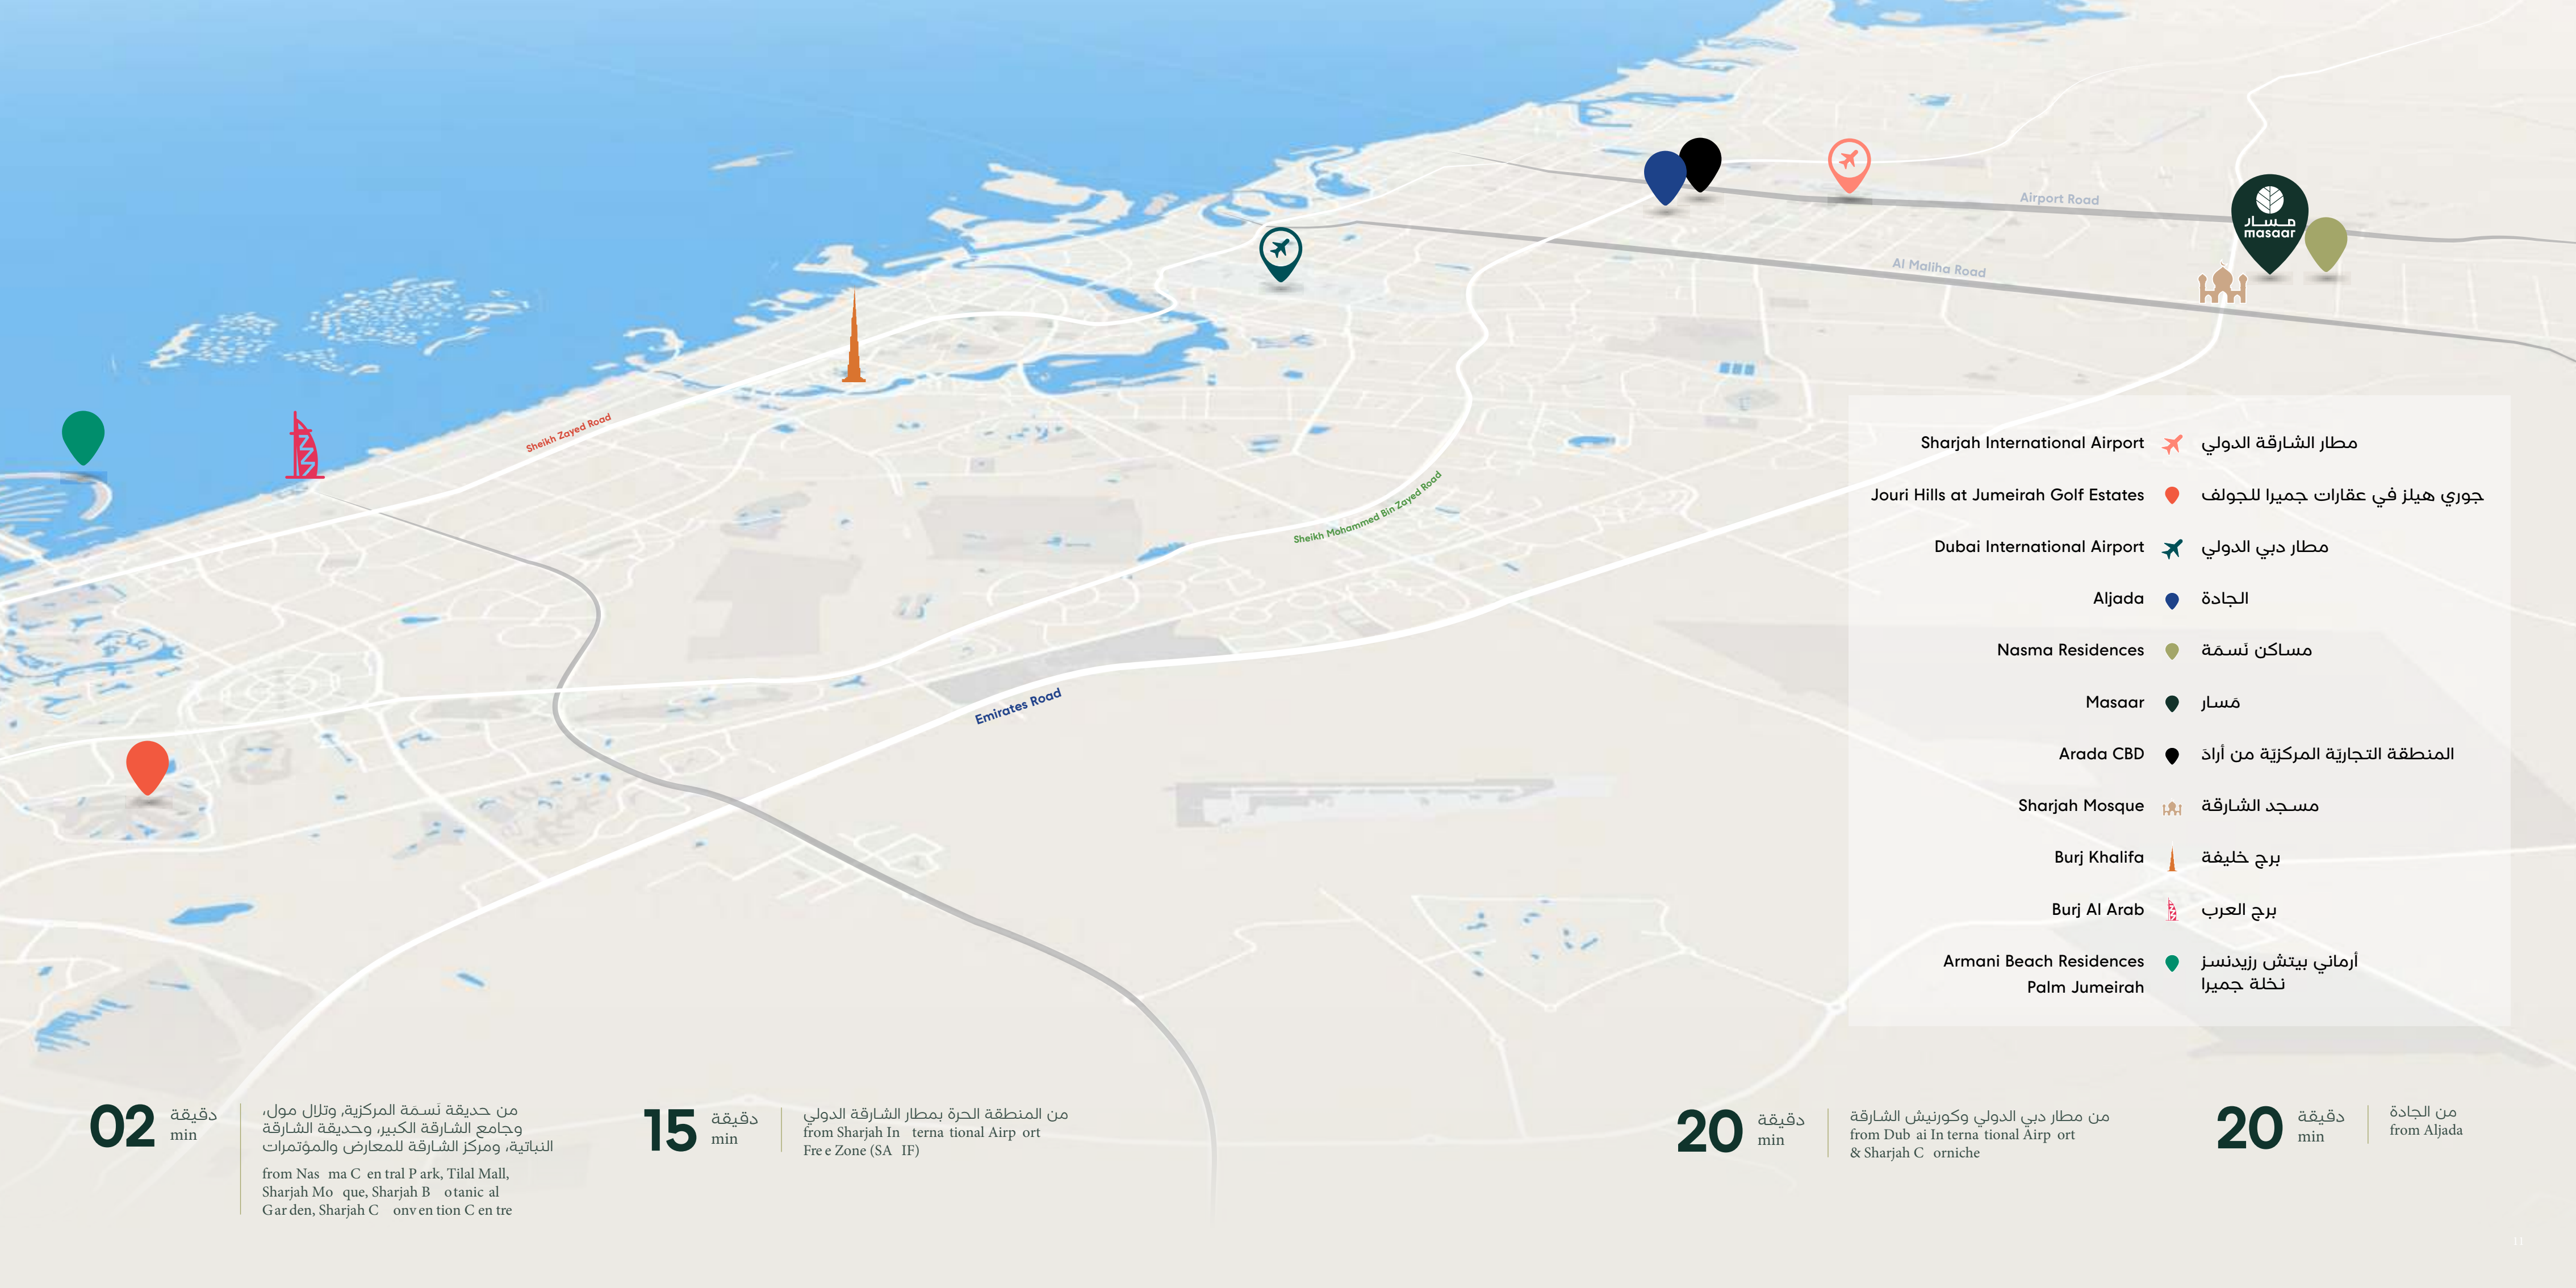 Airport Road
مسار
masaar
Al Maliha Road
Sheikh Zayed Road
Sheikh Mohammed Bin Zayed Road
Emirates Road
Sharjah International Airport مطار الشارقة الدولي
Jouri Hills at Jumeirah Golf Estates جوري هيلز في عقارات جميرا للجولف
Dubai International Airport مطار دبي الدولي
Aljada الجادة
Nasma Residences مساكن نَسمَة
Masaar مَسار
Arada CBD المنطقة التجاريّة المركزيّة من أرادَ
Sharjah Mosque مسجد الشارقة
Burj Khalifa برج خليفة
Burj Al Arab برج العرب
Armani Beach Residences أرماني بيتش رزيدنسز
Palm Jumeirah نخلة جميرا
02 دقيقة
min
من حديقة نَسمَة المركزية، وتلال مول،
وجامع الشارقة الكبير، وحديقة الشارقة
النباتية، ومركز الشارقة للمعارض والمؤتمرات
from Nas ma C en tral P ark, Tilal Mall,
Sharjah Mo que, Sharjah B otanic al
Gar den, Sharjah C onv en tion C en tre
15 دقيقة
min
من المنطقة الحرة بمطار الشارقة الدولي
from Sharjah In terna tional Airp ort
Fre e Zone (SA IF)
20 دقيقة
min
من مطار دبي الدولي وكورنيش الشارقة
from Dub ai In terna tional Airp ort
& Sharjah C orniche
20 دقيقة
min
من الجادة
from Aljada
11